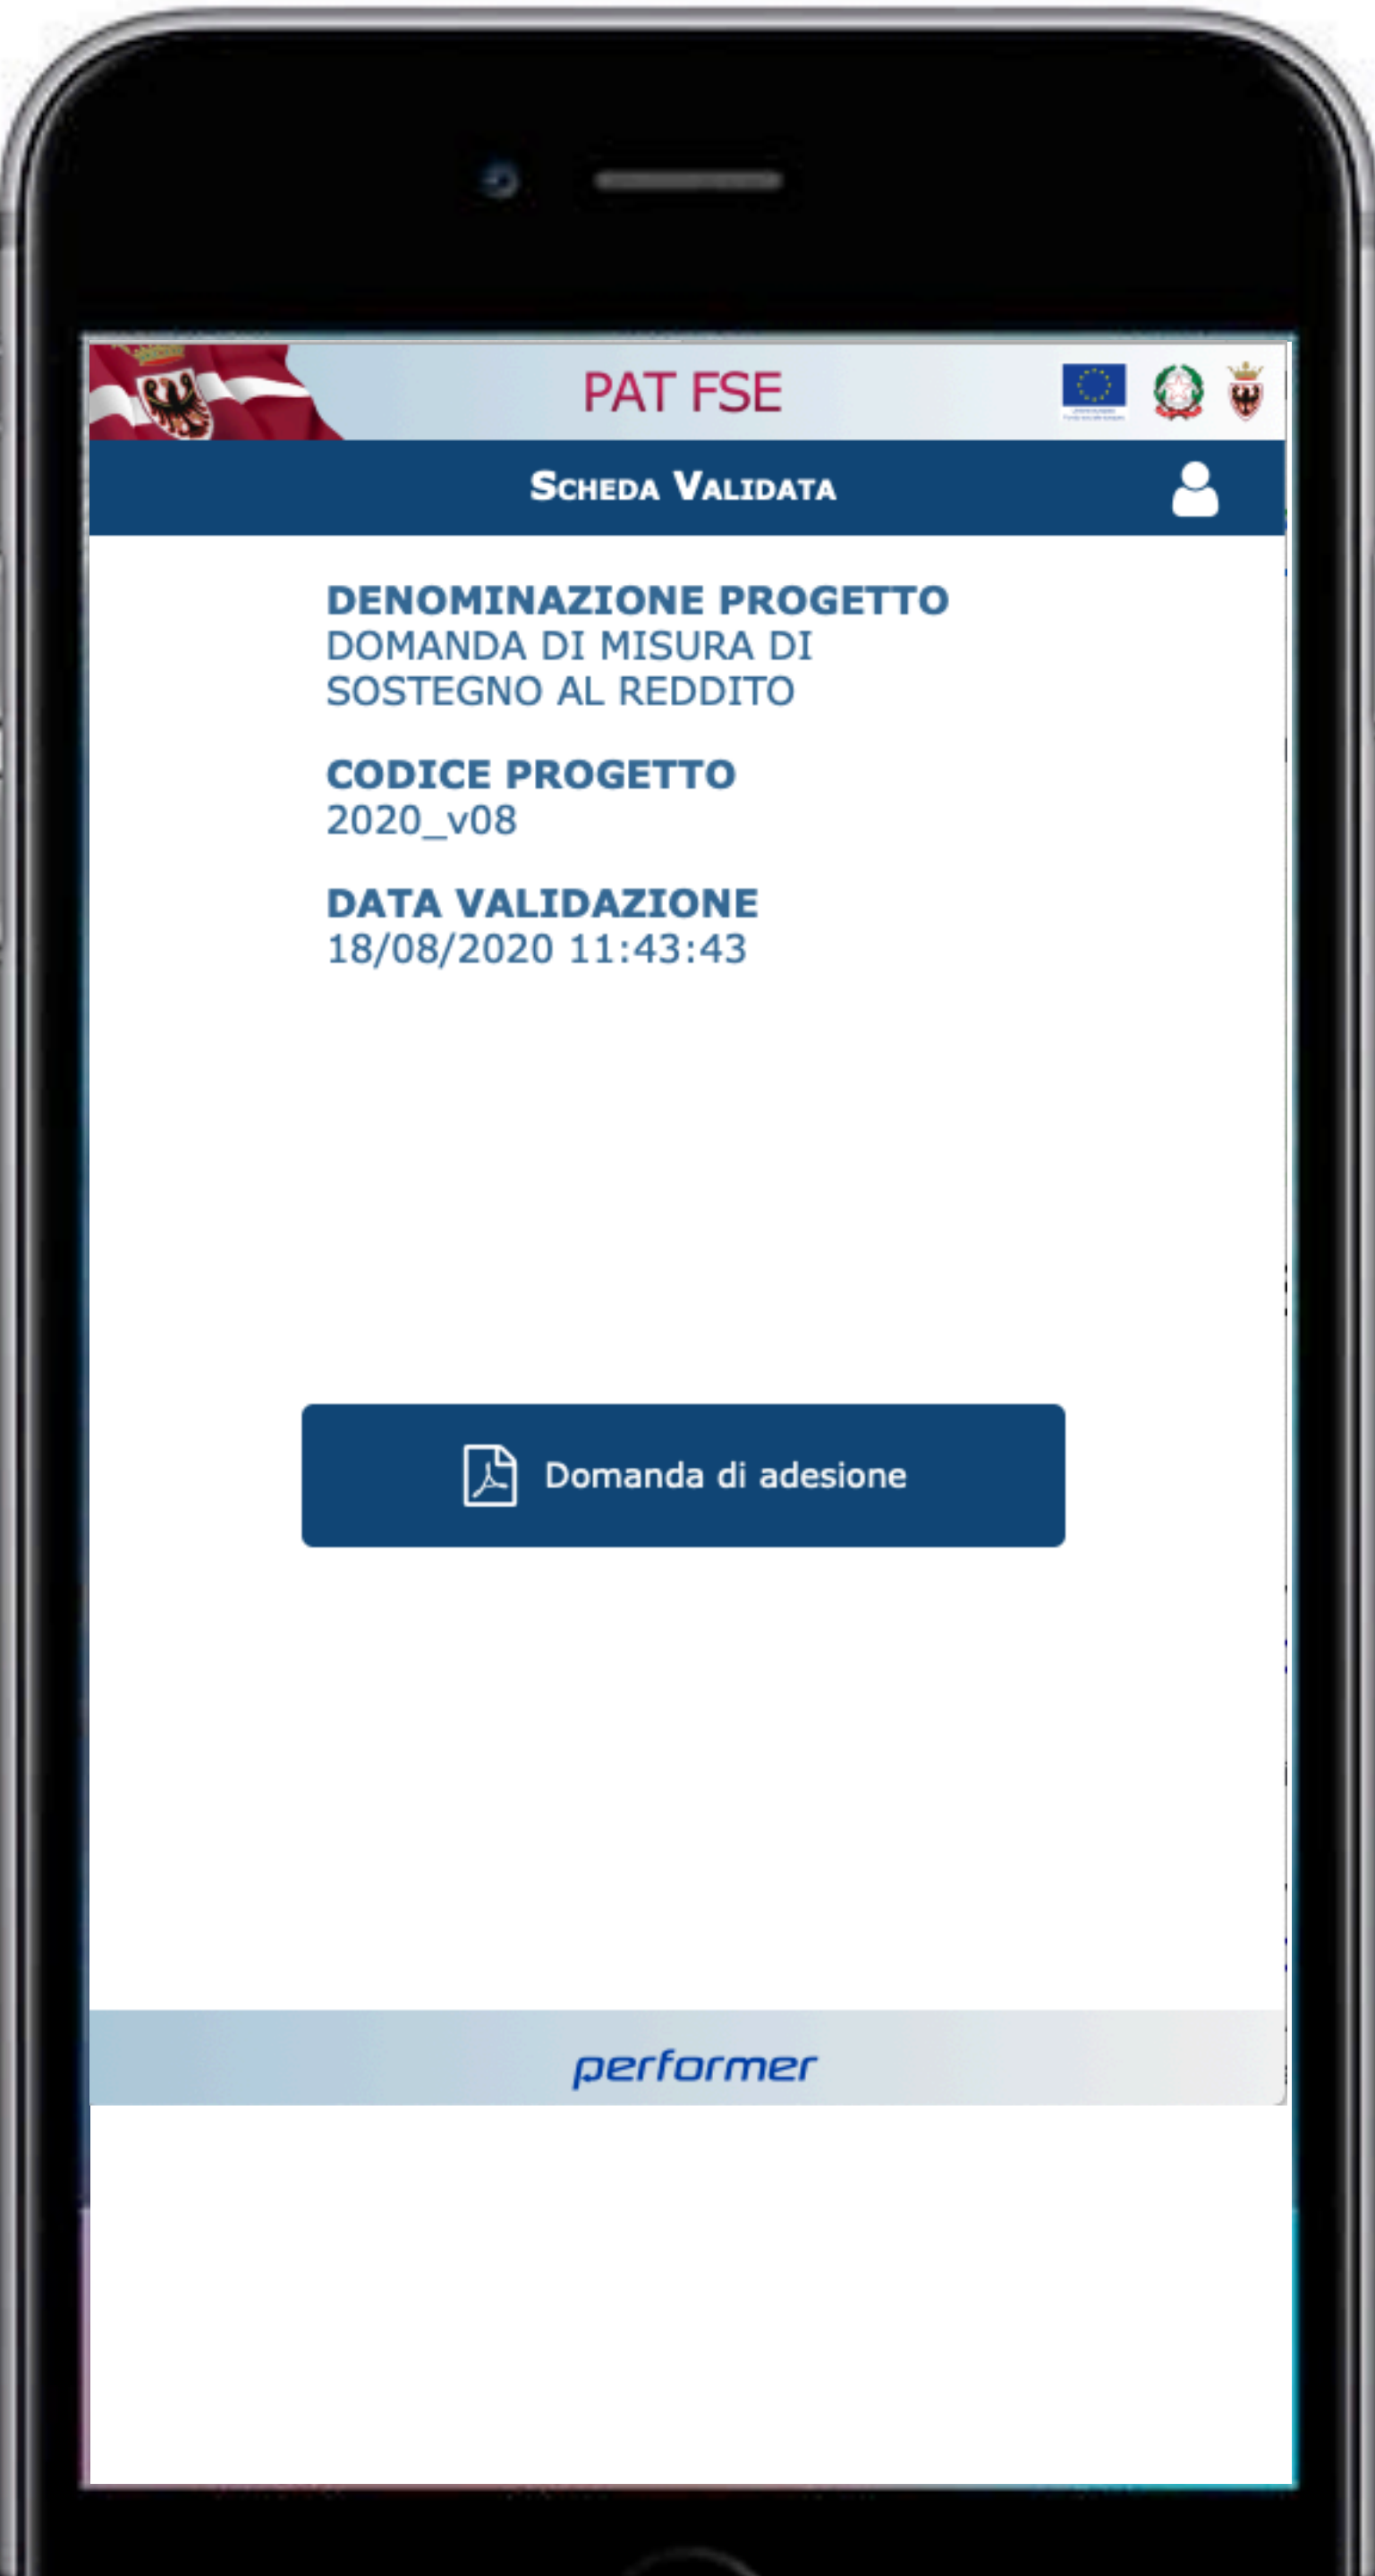 PAT FSE
SCHEDA VALIDATA
DENOMINAZIONE PROGETTO
DOMANDA DI MISURA DI
SOSTEGNO AL REDDITO
CODICE PROGETTO
2020_v08
DATA VALIDAZIONE
18/08/2020 11:43:43
Domanda di adesione
performer